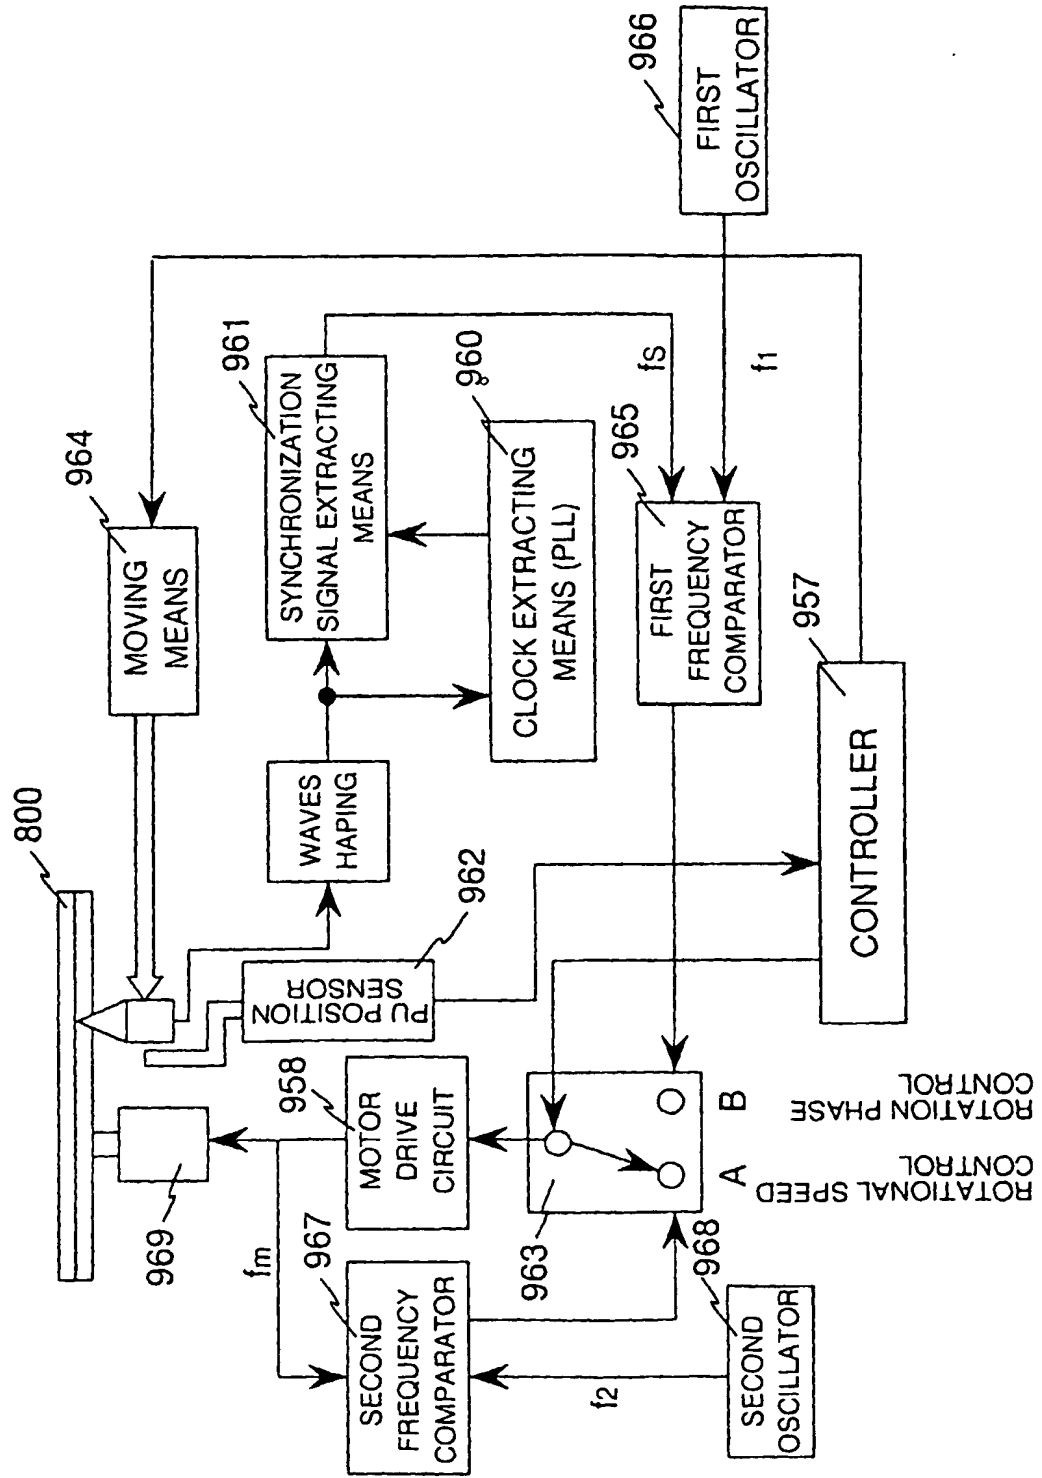 800
964
MOVING
MEANS
969
fm
967
SECOND
FREQUENCY
COMPARATOR
958
MOTOR
DRIVE
CIRCUIT
PU POSITION
SENSOR
962
WAVES
HAPING
961
SYNCHRONIZATION
SIGNAL EXTRACTING
MEANS
960
CLOCK EXTRACTING
MEANS (PLL)
963
A
B
ROTATIONAL SPEED
CONTROL
ROTATION PHASE
CONTROL
f2
968
SECOND
OSCILLATOR
965
FIRST
FREQUENCY
COMPARATOR
fS
f1
966
FIRST
OSCILLATOR
957
CONTROLLER